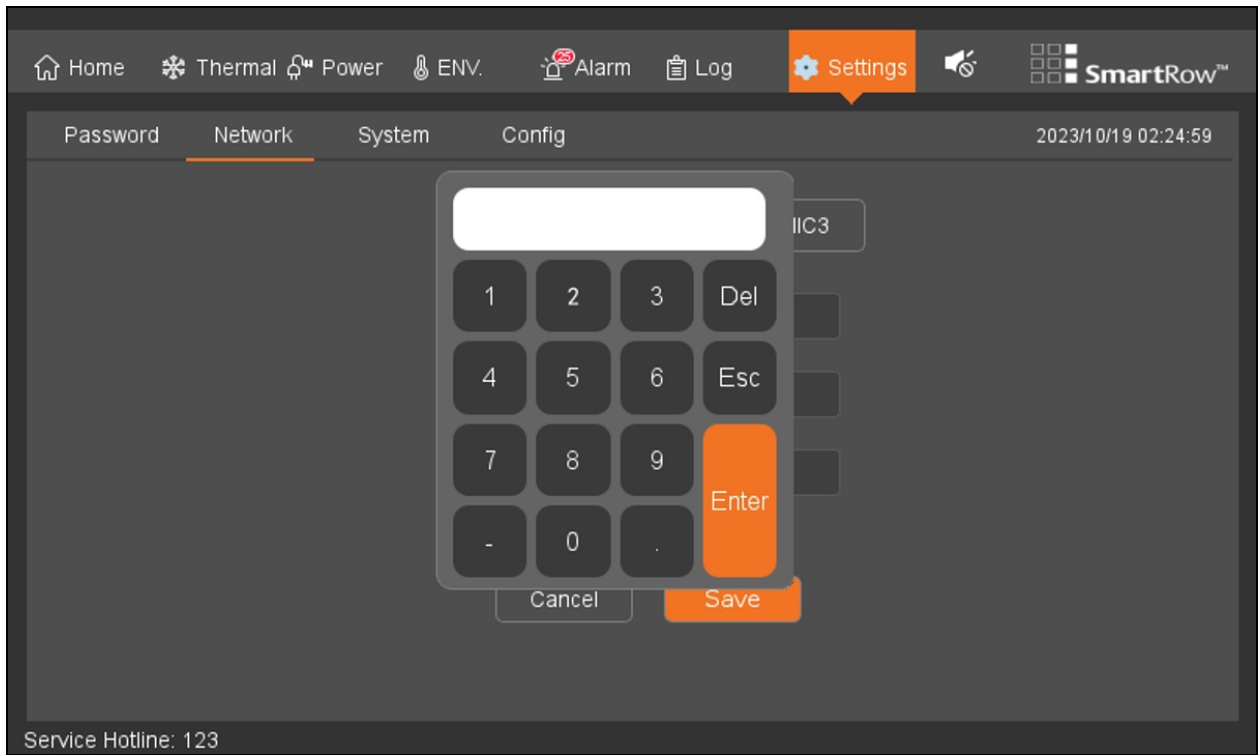 Home Thermal Power ENV. 25 Alarm Log Settings SmartRow™
Password Network System Config 2023/10/19 02:24:59
IIC3
1 2 3 Del
4 5 6 Esc
7 8 9
Enter
- 0 .
Cancel Save
Service Hotline: 123